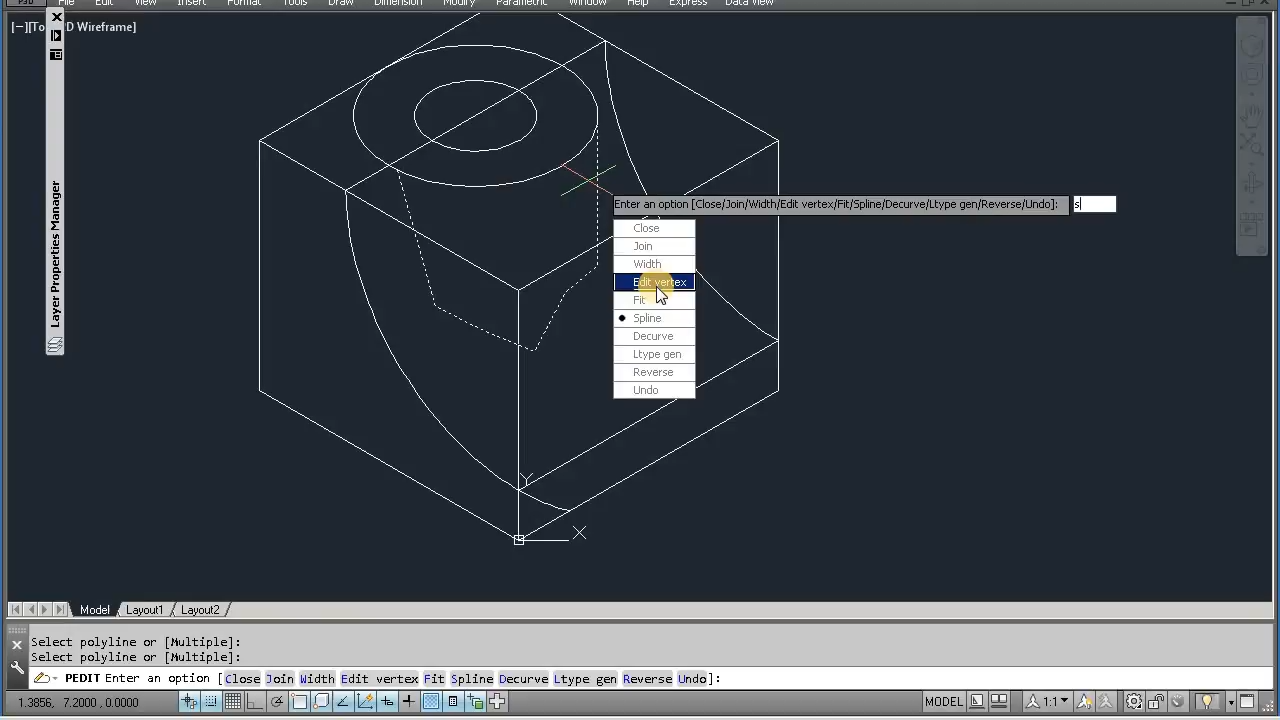 File Edit View Insert Format Tools Draw Dimension Modify Parametric Window Help Express Data View
[−][To D Wireframe]
Layer Properties Manager
Enter an option [Close/Join/Width/Edit vertex/Fit/Spline/Decurve/Ltype gen/Reverse/Undo]: s
Close
Join
Width
Edit vertex
Fit
Spline
Decurve
Ltype gen
Reverse
Undo
Y
X
Model Layout1 Layout2
Select polyline or [Multiple]:
Select polyline or [Multiple]:
PEDIT Enter an option [Close Join Width Edit vertex Fit Spline Decurve Ltype gen Reverse Undo]:
1.3856, 7.2000, 0.0000 MODEL 1:1